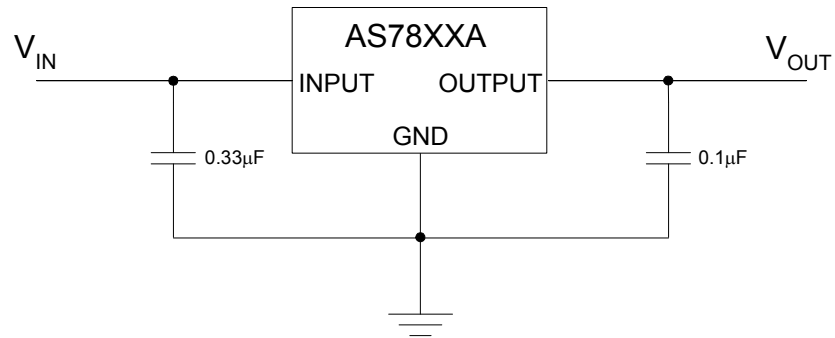 AS78XXA
V_IN
V_OUT
INPUT OUTPUT
GND
0.33μF
0.1μF